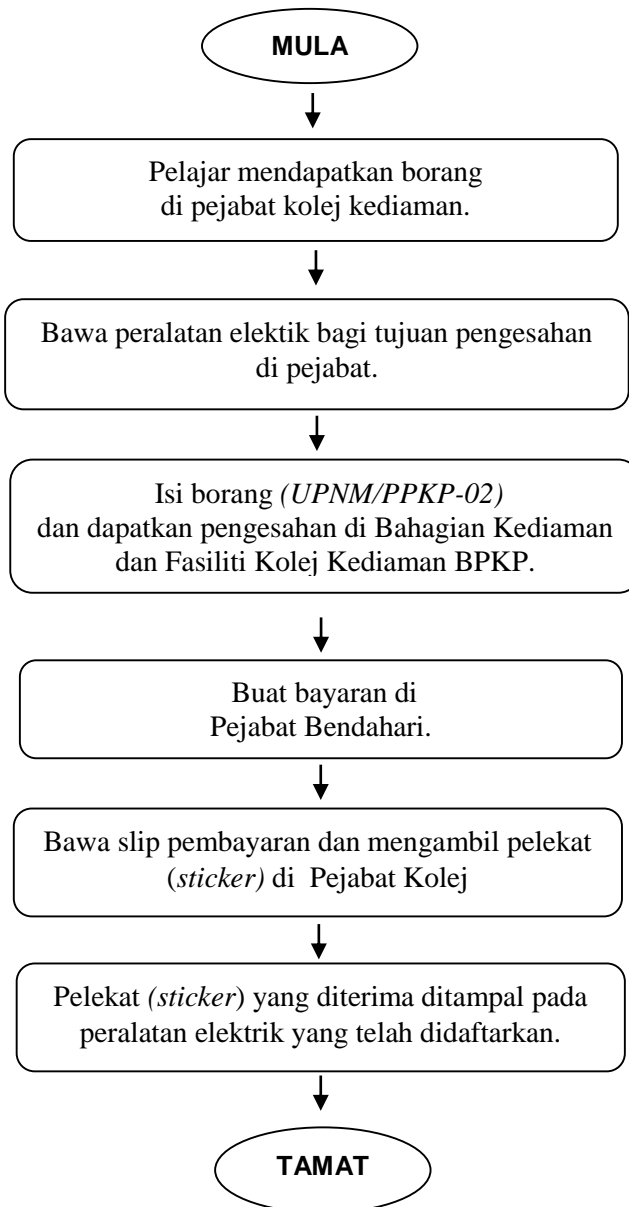 MULA
Pelajar mendapatkan borang
di pejabat kolej kediaman.
Bawa peralatan elektik bagi tujuan pengesahan
di pejabat.
Isi borang (UPNM/PPKP-02)
dan dapatkan pengesahan di Bahagian Kediaman
dan Fasiliti Kolej Kediaman BPKP.
Buat bayaran di
Pejabat Bendahari.
Bawa slip pembayaran dan mengambil pelekat
(sticker) di Pejabat Kolej
Pelekat (sticker) yang diterima ditampal pada
peralatan elektrik yang telah didaftarkan.
TAMAT